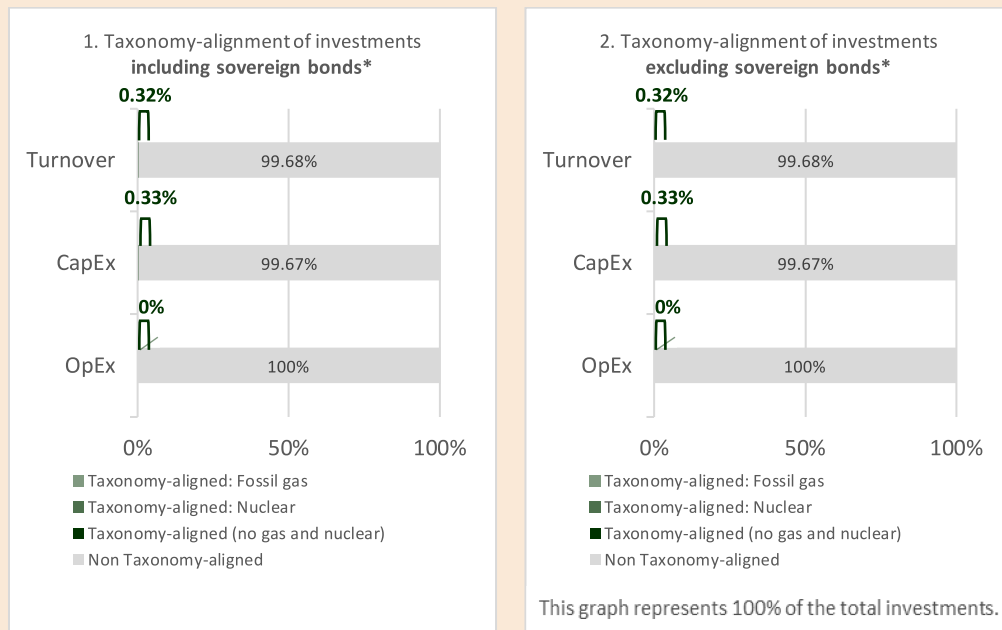 1. Taxonomy-alignment of investments
including sovereign bonds*
0.32%
Turnover
99.68%
0.33%
CapEx
99.67%
0%
OpEx
100%
0%
50%
100%
Taxonomy-aligned: Fossil gas
Taxonomy-aligned: Nuclear
Taxonomy-aligned (no gas and nuclear)
Non Taxonomy-aligned
2. Taxonomy-alignment of investments
excluding sovereign bonds*
0.32%
Turnover
99.68%
0.33%
CapEx
99.67%
0%
OpEx
100%
0%
50%
100%
Taxonomy-aligned: Fossil gas
Taxonomy-aligned: Nuclear
Taxonomy-aligned (no gas and nuclear)
Non Taxonomy-aligned
This graph represents 100% of the total investments.